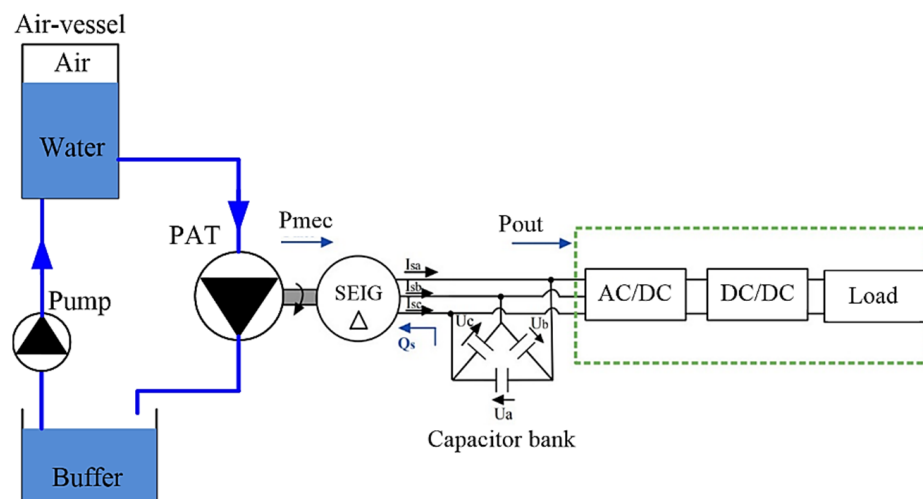 Air-vessel
Air
Water
Pump
Buffer
PAT
Pmec
SEIG
Δ
Isa
Isb
Isc
Qs
Uc
Ub
Ua
Capacitor bank
Pout
AC/DC
DC/DC
Load